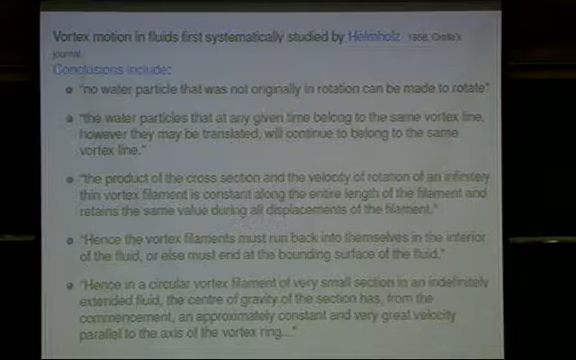 Vortex motion in fluids first systematically studied by Helmholz 1858, Crelle's
journal.
Conclusions include:
"no water particle that was not originally in rotation can be made to rotate"
"the water particles that at any given time belong to the same vortex line,
however they may be translated, will continue to belong to the same
vortex line."
"the product of the cross section and the velocity of rotation of an infinitely
thin vortex filament is constant along the entire length of the filament and
retains the same value during all displacements of the filament."
"Hence the vortex filaments must run back into themselves in the interior
of the fluid, or else must end at the bounding surface of the fluid."
"Hence in a circular vortex filament of very small section in an indefinitely
extended fluid, the centre of gravity of the section has, from the
commencement, an approximately constant and very great velocity
parallel to the axis of the vortex ring..."